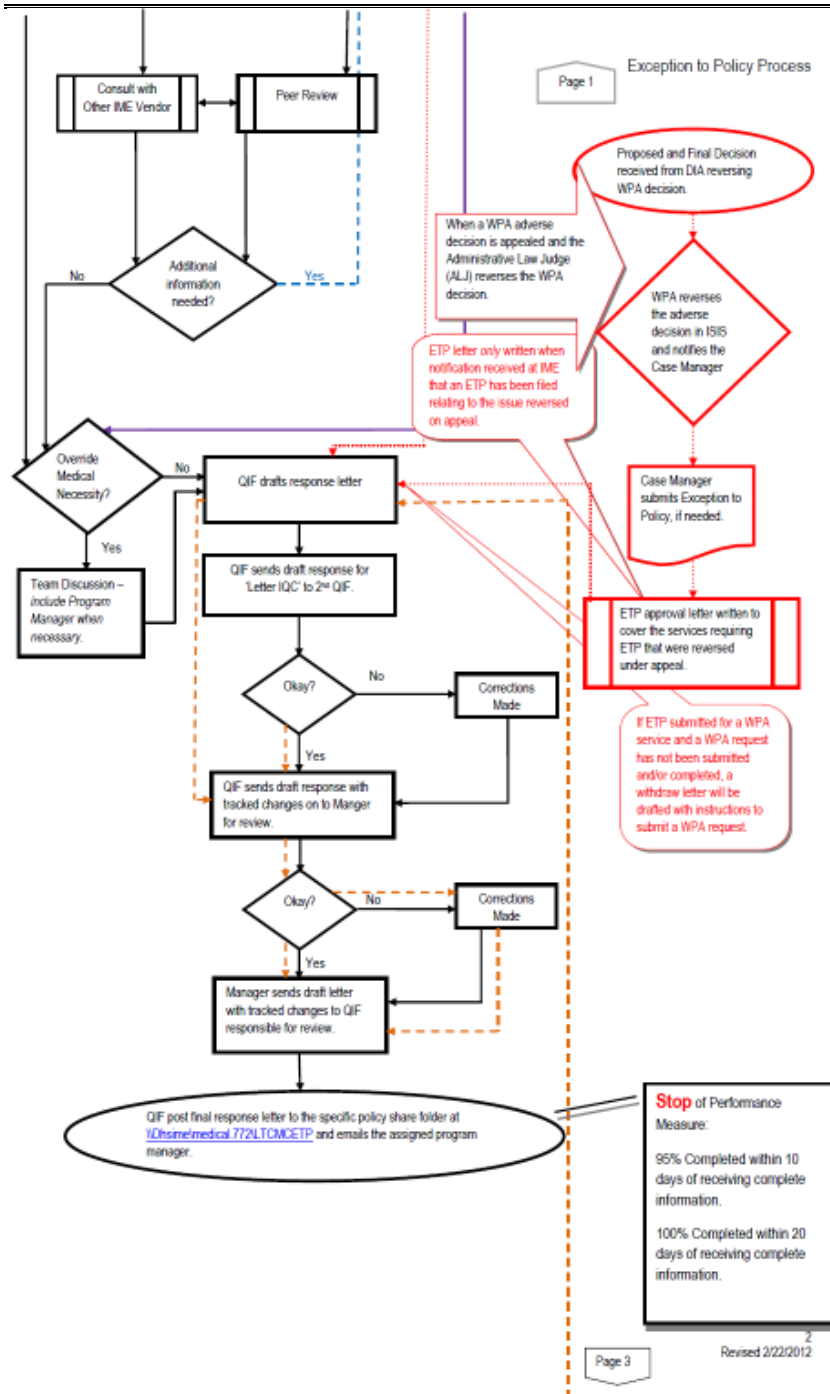 Exception to Policy Process
Page 1
Consult with
Other IME Vendor
Peer Review
Proposed and Final Decision
received from DIA reversing
WPA decision.
When a WPA adverse
decision is appealed and the
Administrative Law Judge
(ALJ) reverses the WPA
decision.
No
Additional
information
needed?
Yes
WPA reverses
the adverse
decision in ISIS
and notifies the
Case Manager
ETP letter only written when
notification received at IME
that an ETP has been filed
relating to the issue reversed
on appeal.
Override
Medical
Necessity?
No
QIF drafts response letter
Case Manager
submits Exception to
Policy, if needed.
Yes
Team Discussion –
include Program
Manager when
necessary.
QIF sends draft response for
'Letter IQC' to 2nd QIF.
ETP approval letter written to
cover the services requiring
ETP that were reversed
under appeal.
Okay?
No
Corrections
Made
Yes
If ETP submitted for a WPA
service and a WPA request
has not been submitted
and/or completed, a
withdraw letter will be
drafted with instructions to
submit a WPA request.
QIF sends draft response with
tracked changes on to Manger
for review.
Okay?
No
Corrections
Made
Yes
Manager sends draft letter
with tracked changes to QIF
responsible for review.
QIF post final response letter to the specific policy share folder at
\\Dhsime\medical.772\LTCMCETP and emails the assigned program
manager.
Stop of Performance
Measure:
95% Completed within 10
days of receiving complete
information.
100% Completed within 20
days of receiving complete
information.
2
Revised 2/22/2012
Page 3